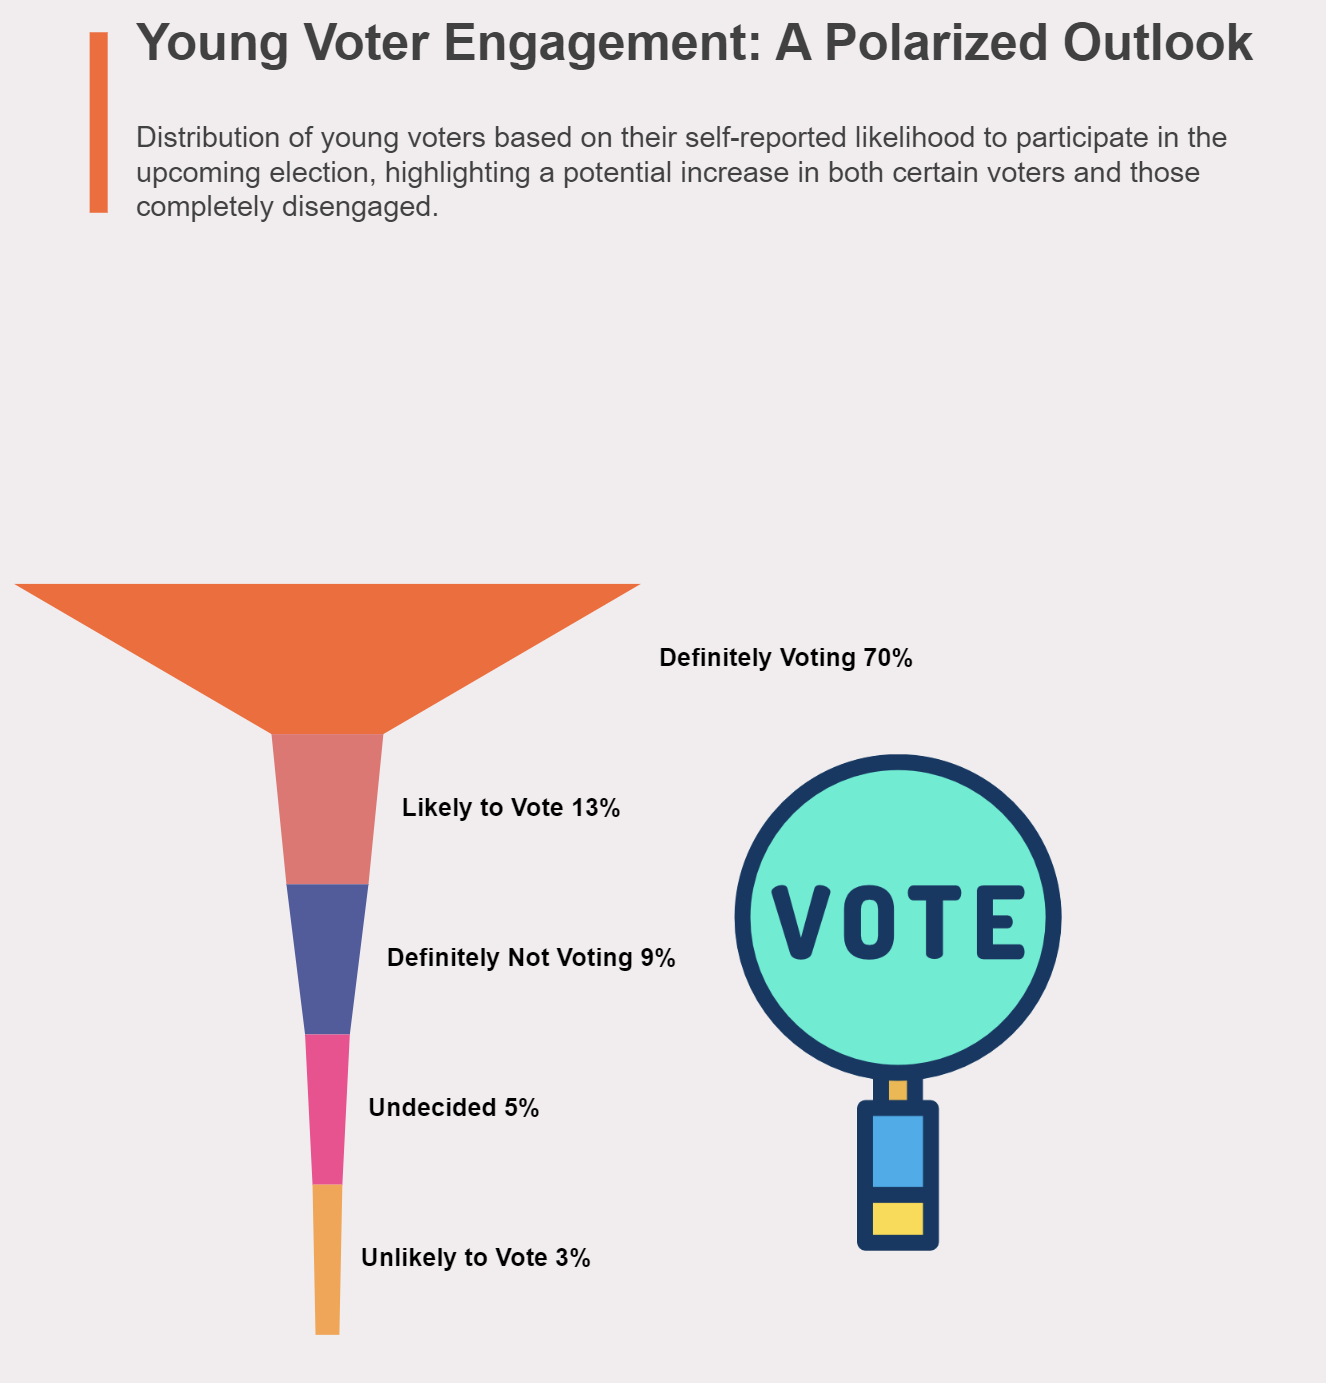 Young Voter Engagement: A Polarized Outlook
Distribution of young voters based on their self-reported likelihood to participate in the
upcoming election, highlighting a potential increase in both certain voters and those
completely disengaged.
Definitely Voting 70%
Likely to Vote 13%
VOTE
Definitely Not Voting 9%
Undecided 5%
Unlikely to Vote 3%